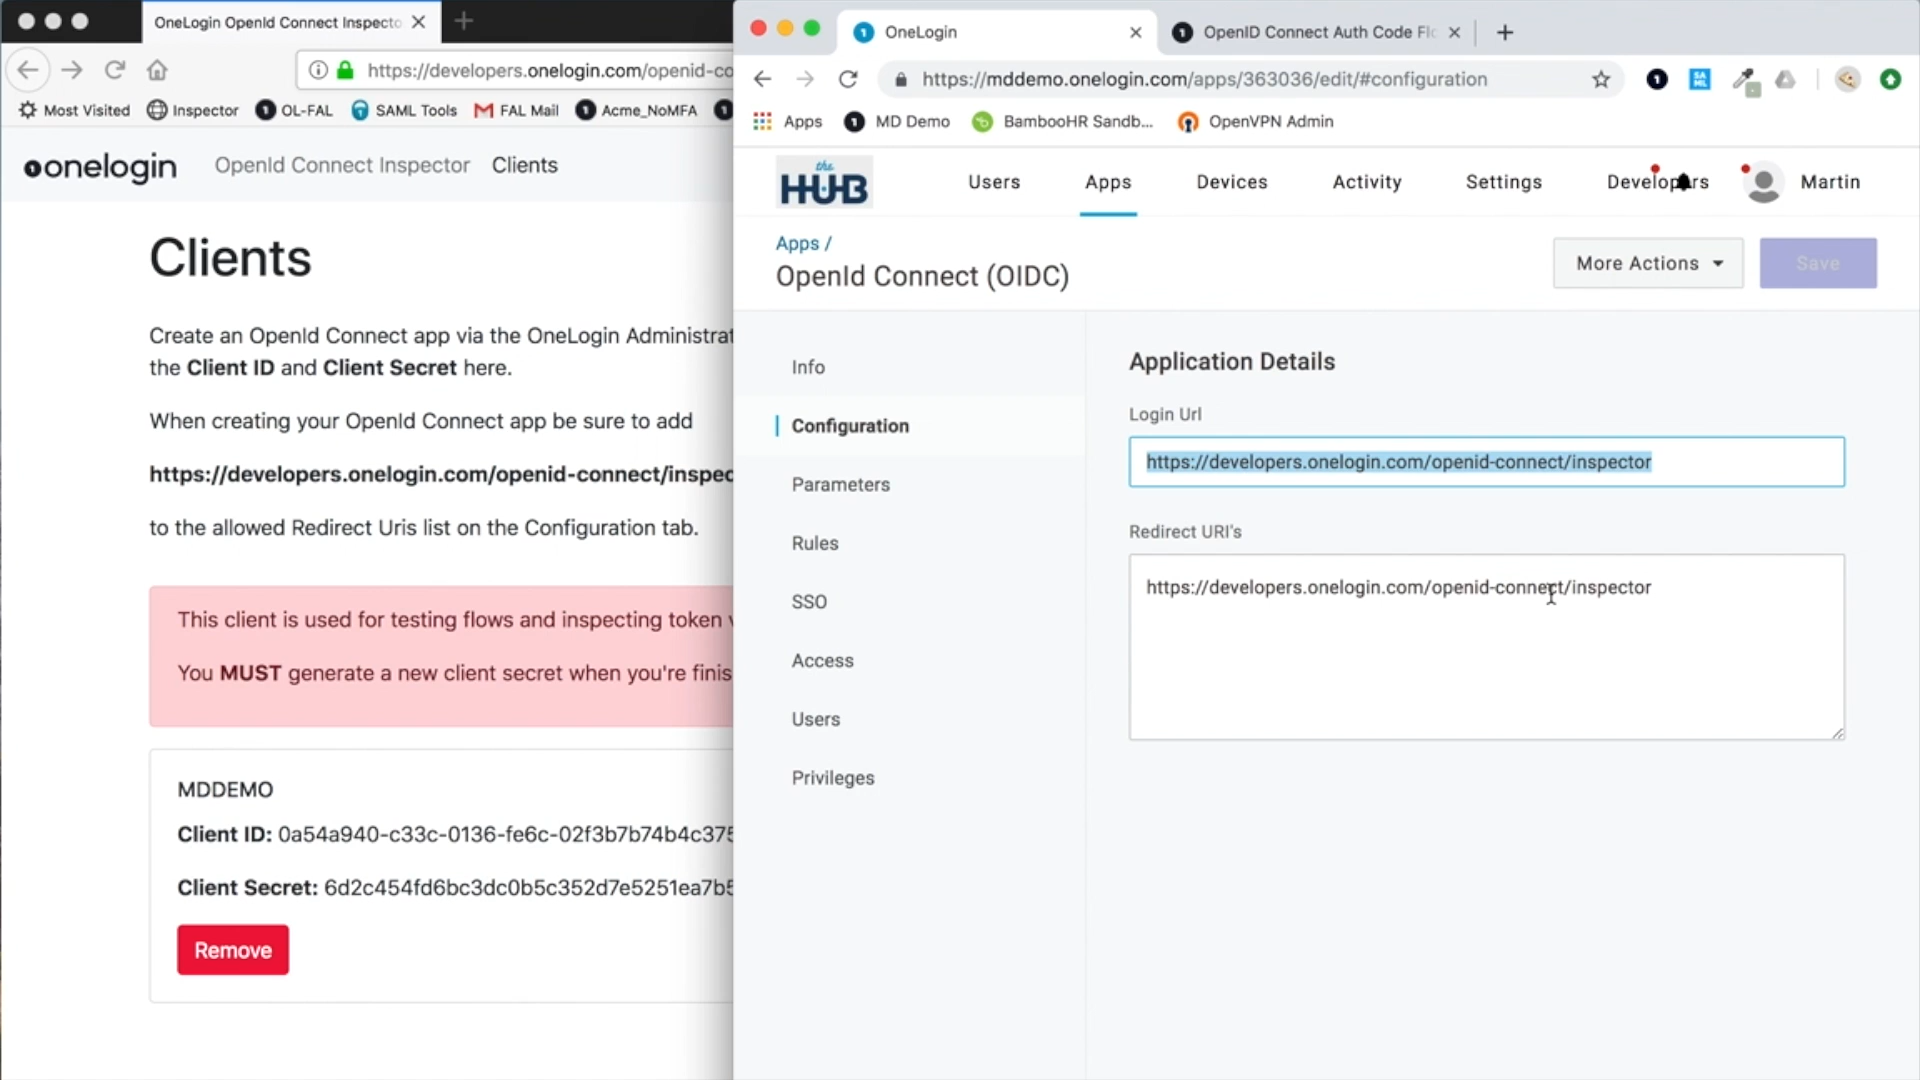 OneLogin OpenId Connect Inspecto
https://developers.onelogin.com/openid-co
Most Visited Inspector OL-FAL SAML Tools FAL Mail Acme_NoMFA
onelogin OpenId Connect Inspector Clients
Clients
Create an OpenId Connect app via the OneLogin Administrat
the Client ID and Client Secret here.
When creating your OpenId Connect app be sure to add
https://developers.onelogin.com/openid-connect/inspec
to the allowed Redirect Uris list on the Configuration tab.
This client is used for testing flows and inspecting token v
You MUST generate a new client secret when you're finis
MDDEMO
Client ID: 0a54a940-c33c-0136-fe6c-02f3b7b74b4c375
Client Secret: 6d2c454fd6bc3dc0b5c352d7e5251ea7b5
Remove
OneLogin OpenID Connect Auth Code Flo
https://mddemo.onelogin.com/apps/363036/edit/#configuration
SAML
Apps MD Demo BambooHR Sandb... OpenVPN Admin
the HUB Users Apps Devices Activity Settings Developers Martin
Apps /
OpenId Connect (OIDC)
More Actions Save
Info
Configuration
Parameters
Rules
SSO
Access
Users
Privileges
Application Details
Login Url
https://developers.onelogin.com/openid-connect/inspector
Redirect URI's
https://developers.onelogin.com/openid-connect/inspector